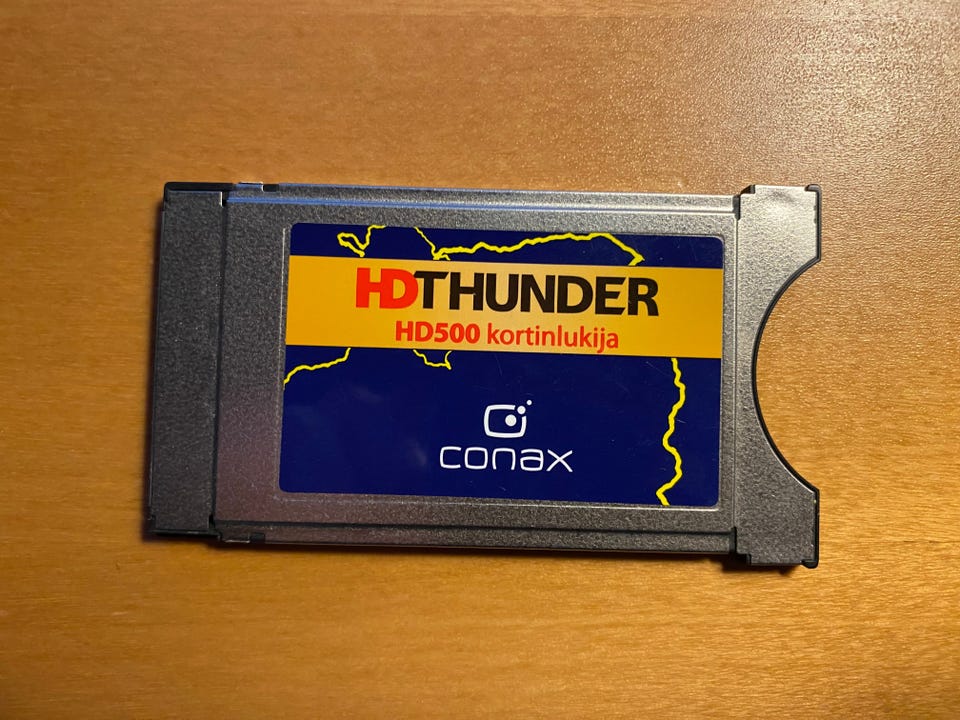 HDTHUNDER
HD500 kortinlukija
conax